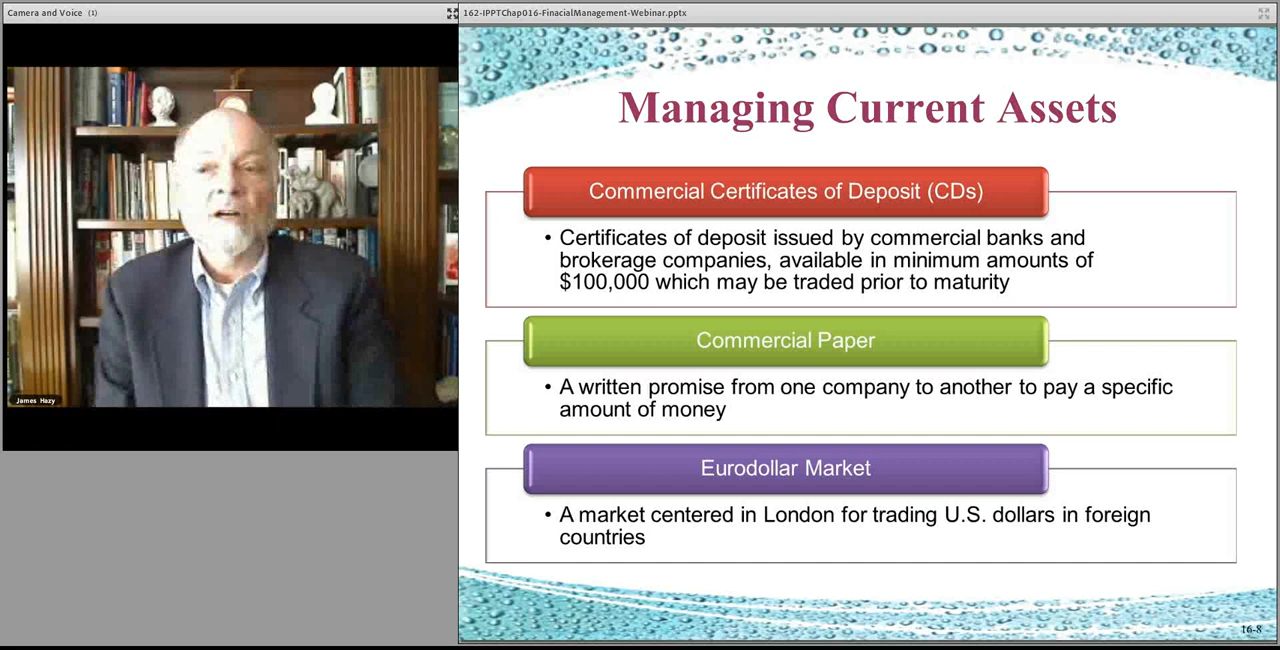 Camera and Voice (1)
162-IPPTChap016-FinacialManagement-Webinar.pptx
James Hazy
Managing Current Assets
Commercial Certificates of Deposit (CDs)
• Certificates of deposit issued by commercial banks and
brokerage companies, available in minimum amounts of
$100,000 which may be traded prior to maturity
Commercial Paper
• A written promise from one company to another to pay a specific
amount of money
Eurodollar Market
• A market centered in London for trading U.S. dollars in foreign
countries
16-8